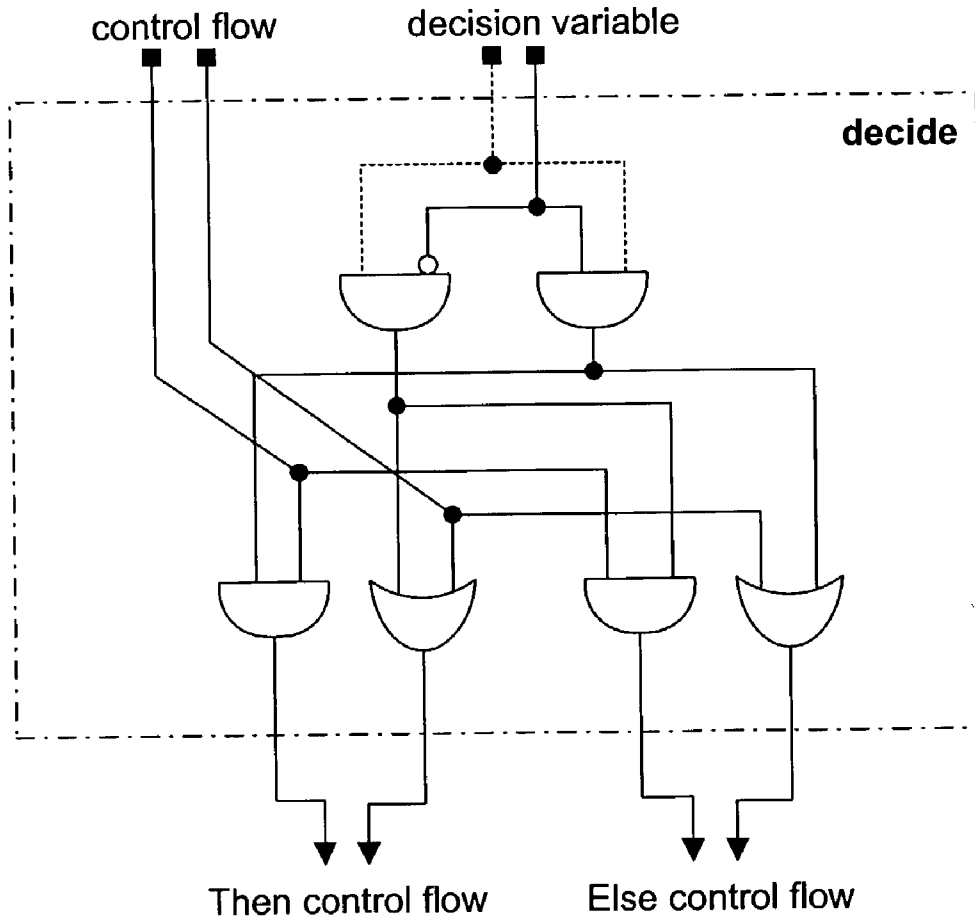 control flow
decision variable
decide
Then control flow
Else control flow